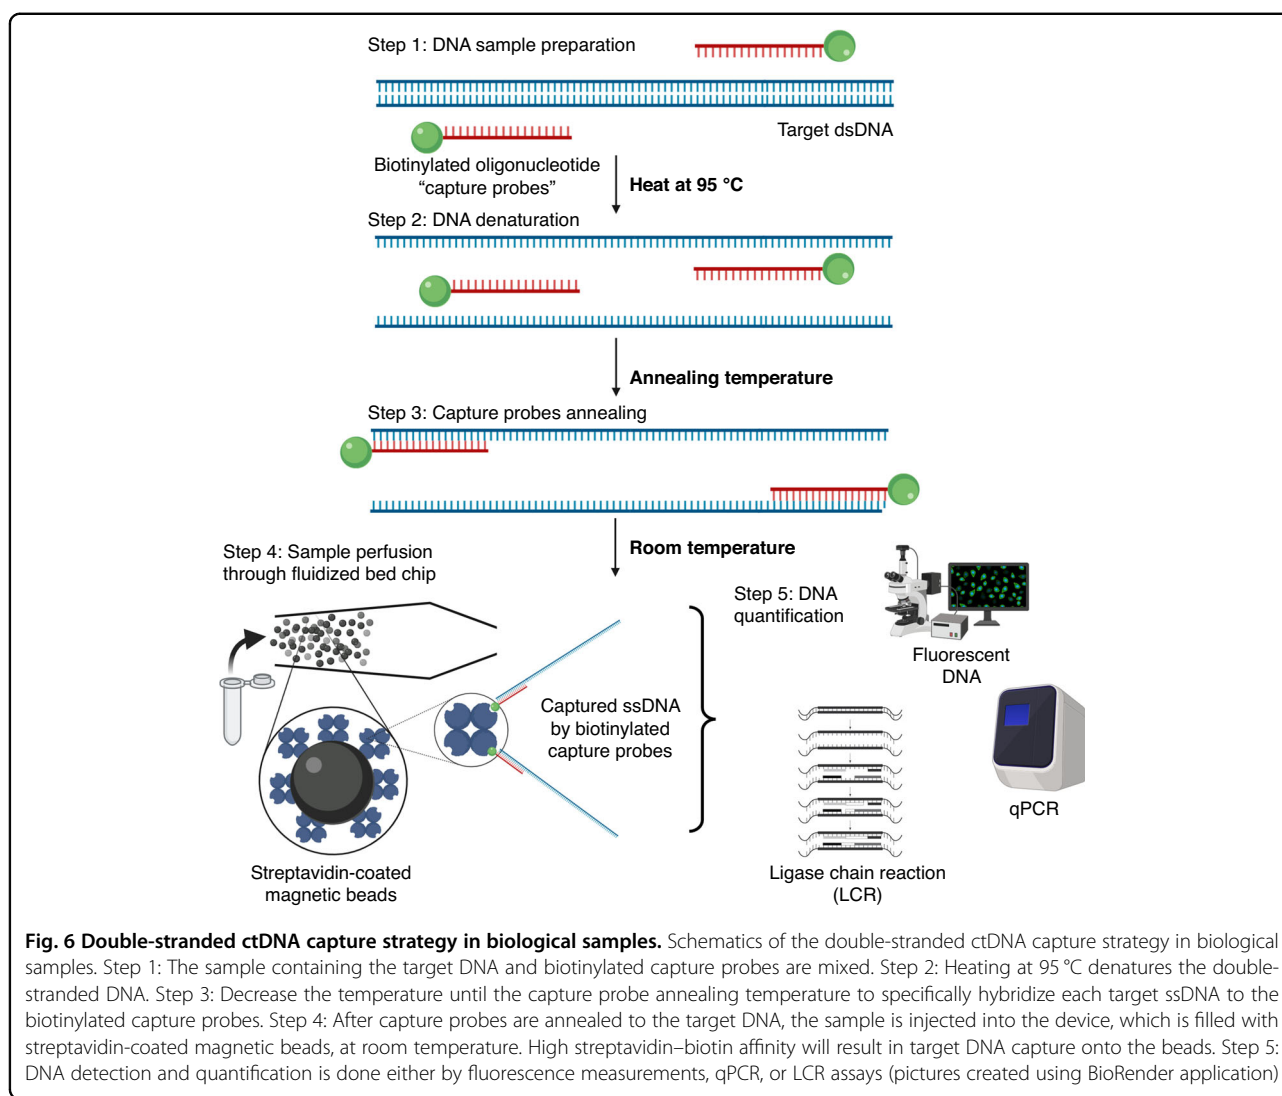 Step 1: DNA sample preparation
Target dsDNA
Biotinylated oligonucleotide
“capture probes”
Heat at 95 °C
Step 2: DNA denaturation
Annealing temperature
Step 3: Capture probes annealing
Room temperature
Step 4: Sample perfusion
through fluidized bed chip
Streptavidin-coated
magnetic beads
Captured ssDNA
by biotinylated
capture probes
Step 5: DNA
quantification
Fluorescent
DNA
qPCR
Ligase chain reaction
(LCR)
Fig. 6 Double-stranded ctDNA capture strategy in biological samples. Schematics of the double-stranded ctDNA capture strategy in biological
samples. Step 1: The sample containing the target DNA and biotinylated capture probes are mixed. Step 2: Heating at 95 °C denatures the double-
stranded DNA. Step 3: Decrease the temperature until the capture probe annealing temperature to specifically hybridize each target ssDNA to the
biotinylated capture probes. Step 4: After capture probes are annealed to the target DNA, the sample is injected into the device, which is filled with
streptavidin-coated magnetic beads, at room temperature. High streptavidin–biotin affinity will result in target DNA capture onto the beads. Step 5:
DNA detection and quantification is done either by fluorescence measurements, qPCR, or LCR assays (pictures created using BioRender application)